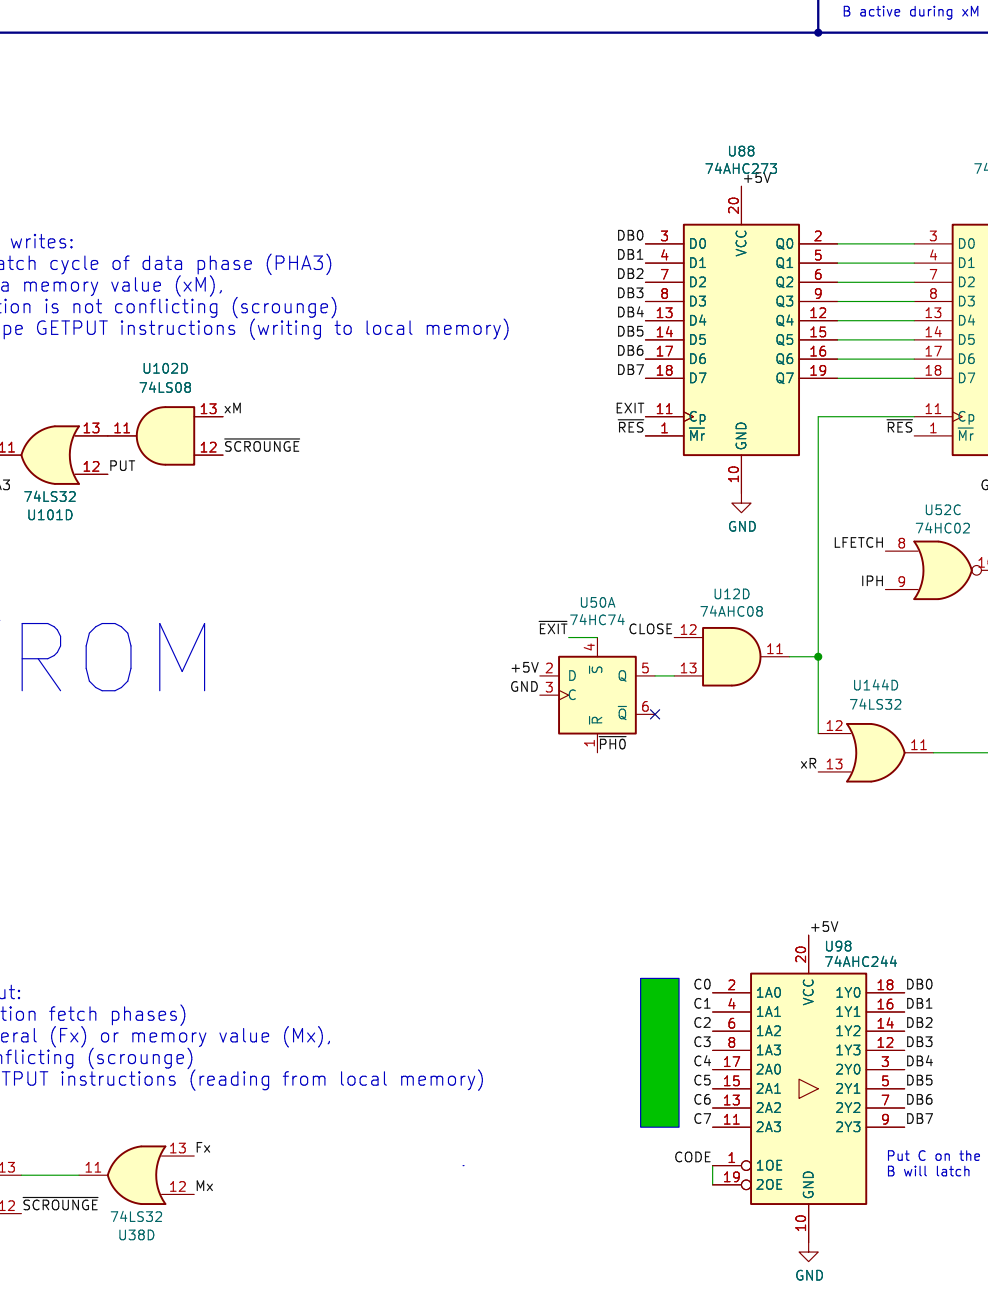 B active during xM
U88
74AHC273
+5V
20
VCC
DB0 3 D0 Q0 2 3 D0
DB1 4 D1 Q1 5 4 D1
DB2 7 D2 Q2 6 7 D2
DB3 8 D3 Q3 9 8 D3
DB4 13 D4 Q4 12 13 D4
DB5 14 D5 Q5 15 14 D5
DB6 17 D6 Q6 16 17 D6
DB7 18 D7 Q7 19 18 D7
EXIT 11 Cp 11 Cp
RES 1 Mr RES 1 Mr
GND
10
GND
writes:
atch cycle of data phase (PHA3)
a memory value (xM),
tion is not conflicting (scrounge)
pe GETPUT instructions (writing to local memory)
U102D
74LS08
13 xM
11
12 SCROUNGE
13
11
12 PUT
A3
74LS32
U101D
ROM
U52C
74HC02
LFETCH 8
IPH 9
U50A
74HC74
EXIT
4
S
+5V 2 D Q 5
GND 3 C
Q 6
R
1
PH0
U12D
74AHC08
CLOSE 12
11
13
U144D
74LS32
12
11
xR 13
ut:
tion fetch phases)
eral (Fx) or memory value (Mx),
nflicting (scrounge)
TPUT instructions (reading from local memory)
13 11
13 Fx
12 Mx
12 SCROUNGE
74LS32
U38D
+5V
U98
74AHC244
20
VCC
C0 2 1A0 1Y0 18 DB0
C1 4 1A1 1Y1 16 DB1
C2 6 1A2 1Y2 14 DB2
C3 8 1A3 1Y3 12 DB3
C4 17 2A0 2Y0 3 DB4
C5 15 2A1 2Y1 5 DB5
C6 13 2A2 2Y2 7 DB6
C7 11 2A3 2Y3 9 DB7
CODE 1 1OE
19 2OE
GND
10
GND
Put C on the
B will latch